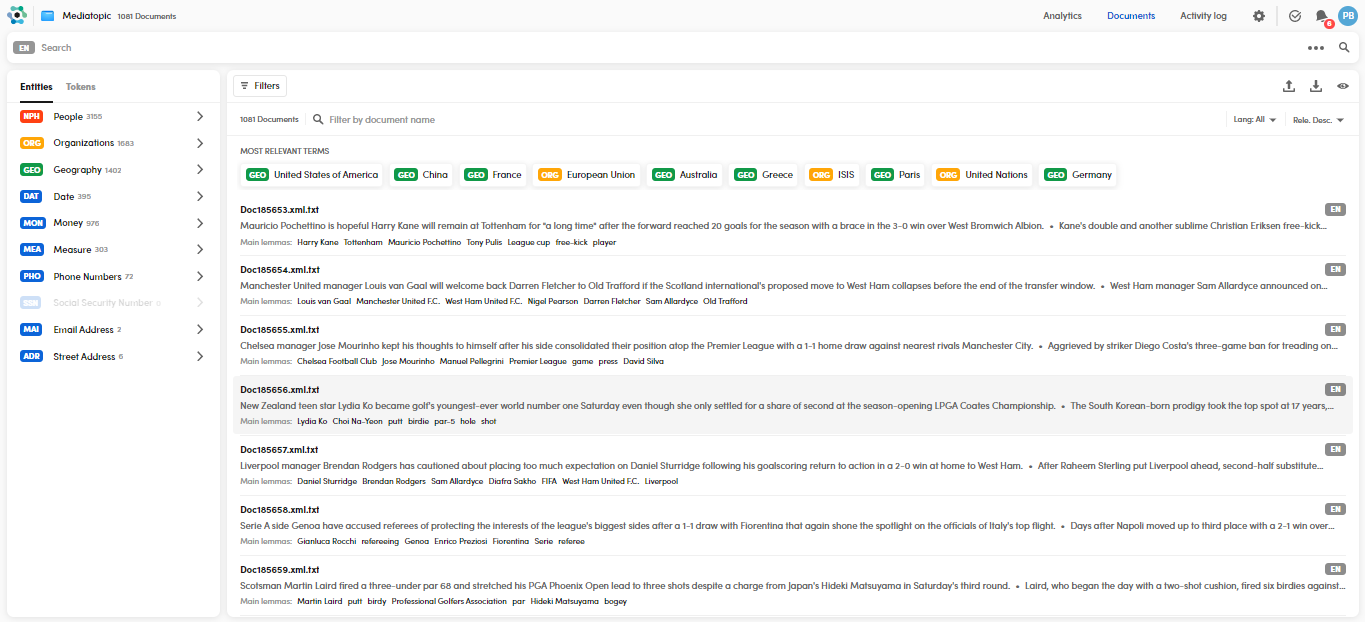 Mediatopic 1081 Documents
Analytics Documents Activity log
6
PB
EN Search
Entities Tokens
NPH People 3155
ORG Organizations 1683
GEO Geography 1402
DAT Date 395
MON Money 976
MEA Measure 303
PHO Phone Numbers 72
SSN Social Security Number 0
MAI Email Address 2
ADR Street Address 6
Filters
1081 Documents Filter by document name Lang: All Rele. Desc.
MOST RELEVANT TERMS
GEO United States of America GEO China GEO France ORG European Union GEO Australia GEO Greece ORG ISIS GEO Paris ORG United Nations GEO Germany
Doc185653.xml.txt EN
Mauricio Pochettino is hopeful Harry Kane will remain at Tottenham for "a long time" after the forward reached 20 goals for the season with a brace in the 3-0 win over West Bromwich Albion. • Kane's double and another sublime Christian Eriksen free-kick...
Main lemmas: Harry Kane Tottenham Mauricio Pochettino Tony Pulis League cup free-kick player
Doc185654.xml.txt EN
Manchester United manager Louis van Gaal will welcome back Darren Fletcher to Old Trafford if the Scotland international's proposed move to West Ham collapses before the end of the transfer window. • West Ham manager Sam Allardyce announced on...
Main lemmas: Louis van Gaal Manchester United F.C. West Ham United F.C. Nigel Pearson Darren Fletcher Sam Allardyce Old Trafford
Doc185655.xml.txt EN
Chelsea manager Jose Mourinho kept his thoughts to himself after his side consolidated their position atop the Premier League with a 1-1 home draw against nearest rivals Manchester City. • Aggrieved by striker Diego Costa's three-game ban for treading on...
Main lemmas: Chelsea Football Club Jose Mourinho Manuel Pellegrini Premier League game press David Silva
Doc185656.xml.txt EN
New Zealand teen star Lydia Ko became golf's youngest-ever world number one Saturday even though she only settled for a share of second at the season-opening LPGA Coates Championship. • The South Korean-born prodigy took the top spot at 17 years,...
Main lemmas: Lydia Ko Choi Na-Yeon putt birdie par-5 hole shot
Doc185657.xml.txt EN
Liverpool manager Brendan Rodgers has cautioned about placing too much expectation on Daniel Sturridge following his goalscoring return to action in a 2-0 win at home to West Ham. • After Raheem Sterling put Liverpool ahead, second-half substitute...
Main lemmas: Daniel Sturridge Brendan Rodgers Sam Allardyce Diafra Sakho FIFA West Ham United F.C. Liverpool
Doc185658.xml.txt EN
Serie A side Genoa have accused referees of protecting the interests of the league's biggest sides after a 1-1 draw with Fiorentina that again shone the spotlight on the officials of Italy's top flight. • Days after Napoli moved up to third place with a 2-1 win over...
Main lemmas: Gianluca Rocchi refereeing Genoa Enrico Preziosi Fiorentina Serie referee
Doc185659.xml.txt EN
Scotsman Martin Laird fired a three-under par 68 and stretched his PGA Phoenix Open lead to three shots despite a charge from Japan's Hideki Matsuyama in Saturday's third round. • Laird, who began the day with a two-shot cushion, fired six birdies against...
Main lemmas: Martin Laird putt birdy Professional Golfers Association par Hideki Matsuyama bogey